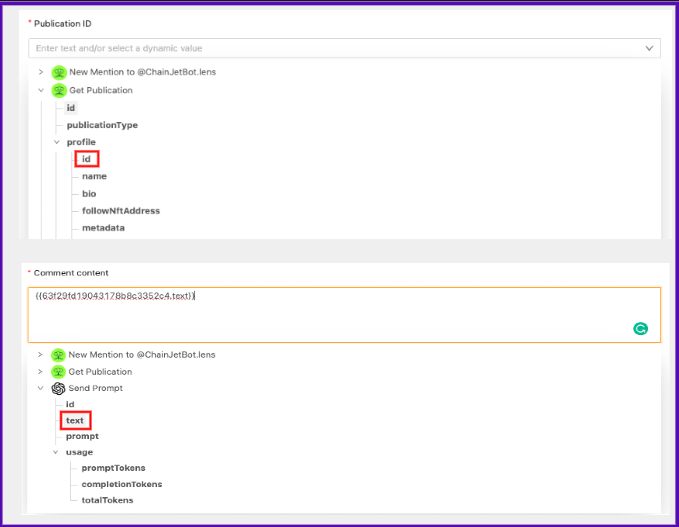 * Publication ID
Enter text and/or select a dynamic value
New Mention to @ChainJetBot.lens
Get Publication
id
publicationType
profile
id
name
bio
followNftAddress
metadata
* Comment content
{{63f29fd19043178b8c3352c4.text}}
New Mention to @ChainJetBot.lens
Get Publication
Send Prompt
id
text
prompt
usage
promptTokens
completionTokens
totalTokens